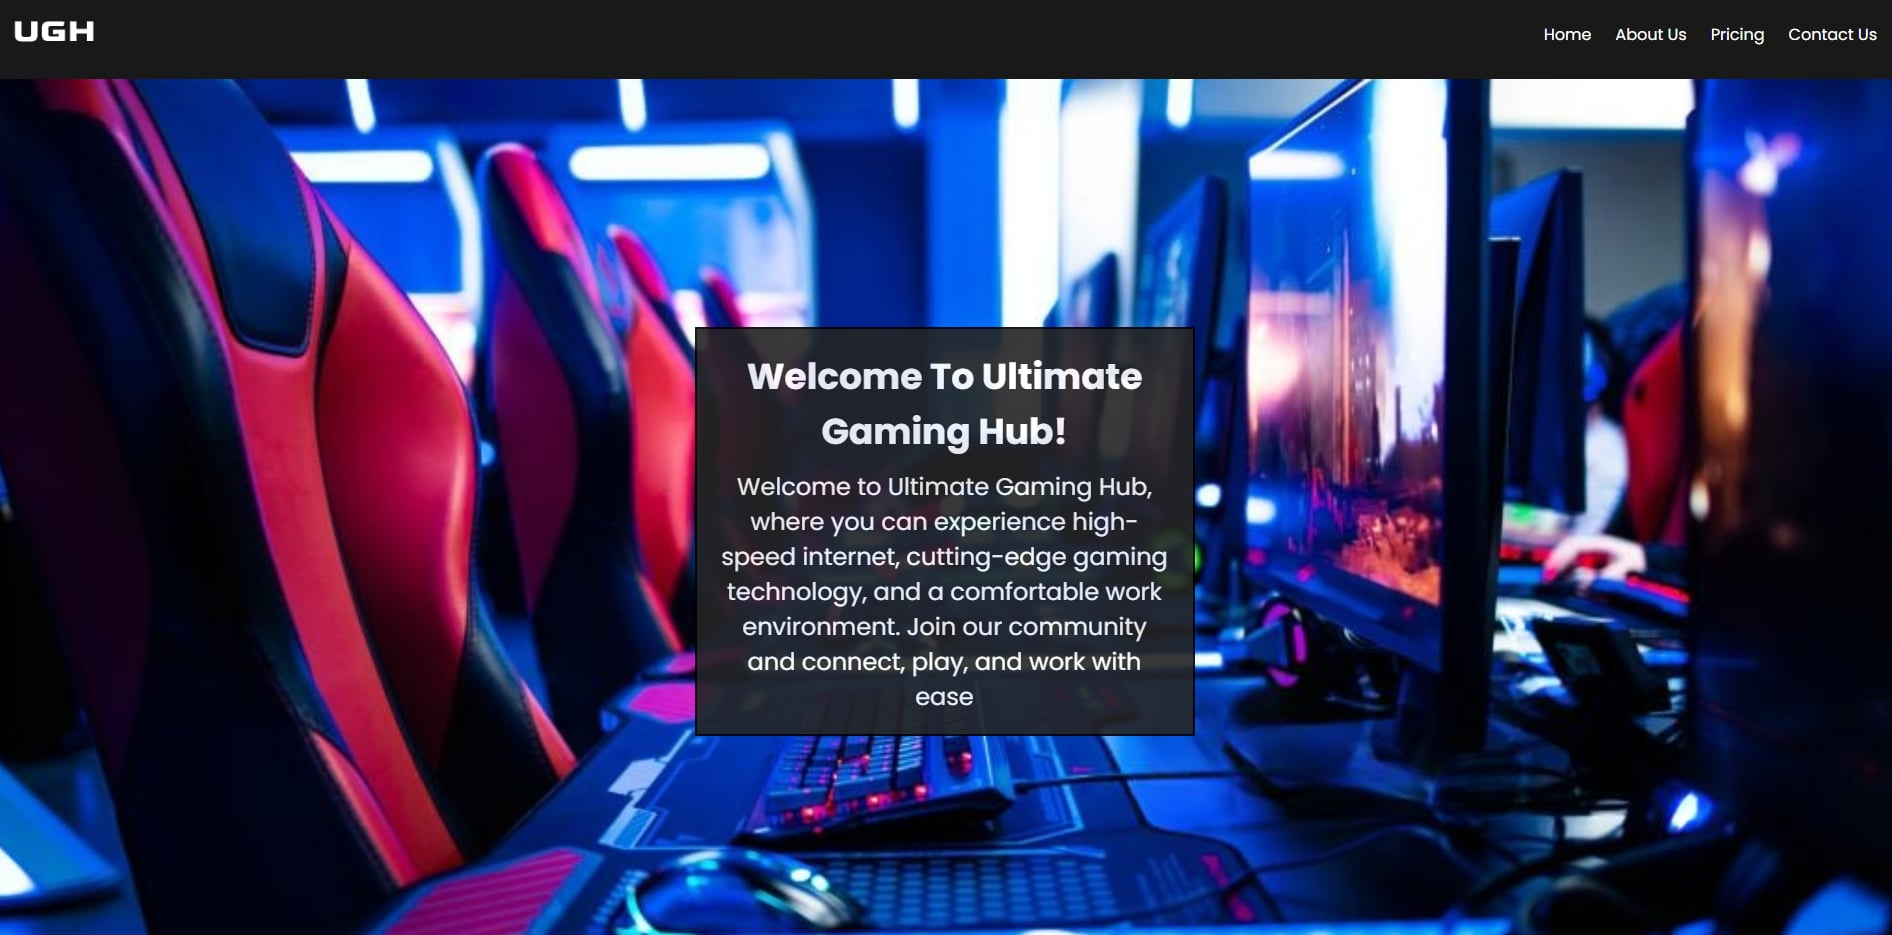 UGH
Home About Us Pricing Contact Us
Welcome To Ultimate
Gaming Hub!
Welcome to Ultimate Gaming Hub,
where you can experience high-
speed internet, cutting-edge gaming
technology, and a comfortable work
environment. Join our community
and connect, play, and work with
ease